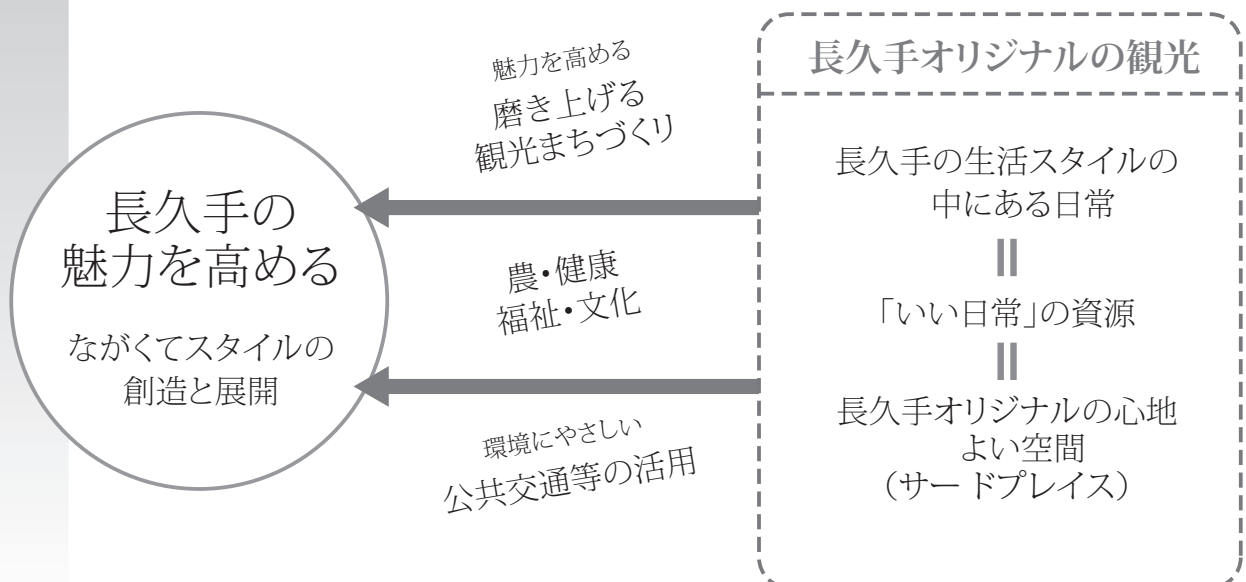 長久手の
魅力を高める
ながくてスタイルの
創造と展開
魅力を高める
磨き上げる
観光まちづくり
農・健康
福祉・文化
環境にやさしい
公共交通等の活用
長久手オリジナルの観光
長久手の生活スタイルの
中にある日常
「いい日常」の資源
長久手オリジナルの心地
よい空間
（サードプレイス）